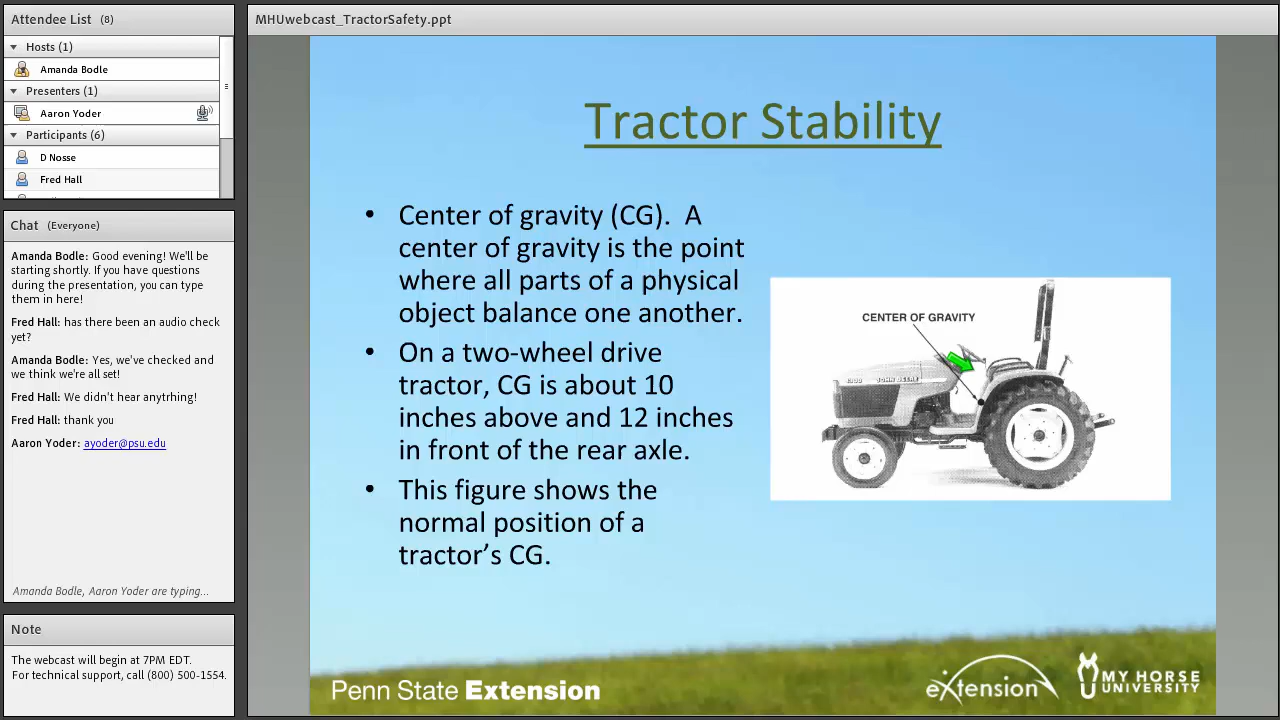 Attendee List (8)
Hosts (1)
Amanda Bodle
Presenters (1)
Aaron Yoder
Participants (6)
D Nosse
Fred Hall
Chat (Everyone)
Amanda Bodle: Good evening! We'll be
starting shortly. If you have questions
during the presentation, you can type
them in here!
Fred Hall: has there been an audio check
yet?
Amanda Bodle: Yes, we've checked and
we think we're all set!
Fred Hall: We didn't hear anytrhing!
Fred Hall: thank you
Aaron Yoder: ayoder@psu.edu
Amanda Bodle, Aaron Yoder are typing...
Note
The webcast will begin at 7PM EDT.
For technical support, call (800) 500-1554.
MHUwebcast_TractorSafety.ppt
Tractor Stability
• Center of gravity (CG).  A
center of gravity is the point
where all parts of a physical
object balance one another.
• On a two-wheel drive
tractor, CG is about 10
inches above and 12 inches
in front of the rear axle.
• This figure shows the
normal position of a
tractor's CG.
CENTER OF GRAVITY
JOHN DEERE
Penn State Extension
eXtension
MY HORSE
UNIVERSITY